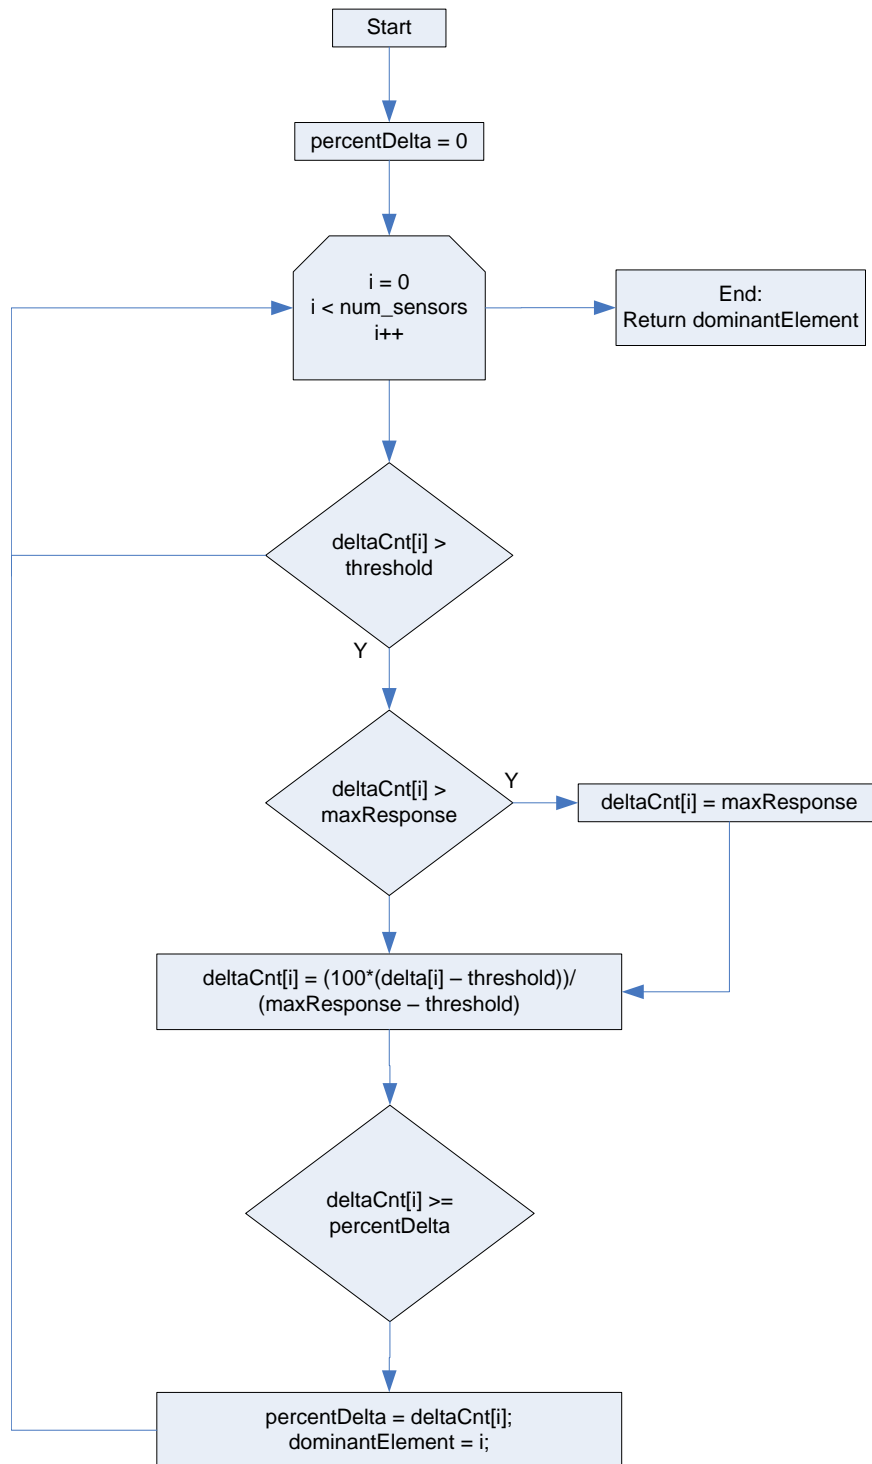 Start
percentDelta = 0
i = 0
i < num_sensors
i++
End:
Return dominantElement
deltaCnt[i] >
threshold
Y
deltaCnt[i] >
maxResponse
Y
deltaCnt[i] = maxResponse
deltaCnt[i] = (100*(delta[i] – threshold))/
(maxResponse – threshold)
deltaCnt[i] >=
percentDelta
percentDelta = deltaCnt[i];
dominantElement = i;